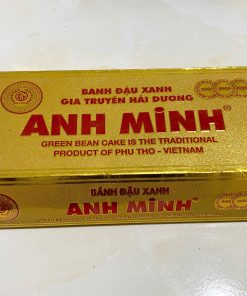 BÁNH ĐẬU XANH
GIA TRUYỀN HẢI DƯƠNG
ANH MINH®
GREEN BEAN CAKE IS THE TRADITIONAL
PRODUCT OF PHU THO - VIETNAM
BÁNH ĐẬU XANH
ANH MINH®